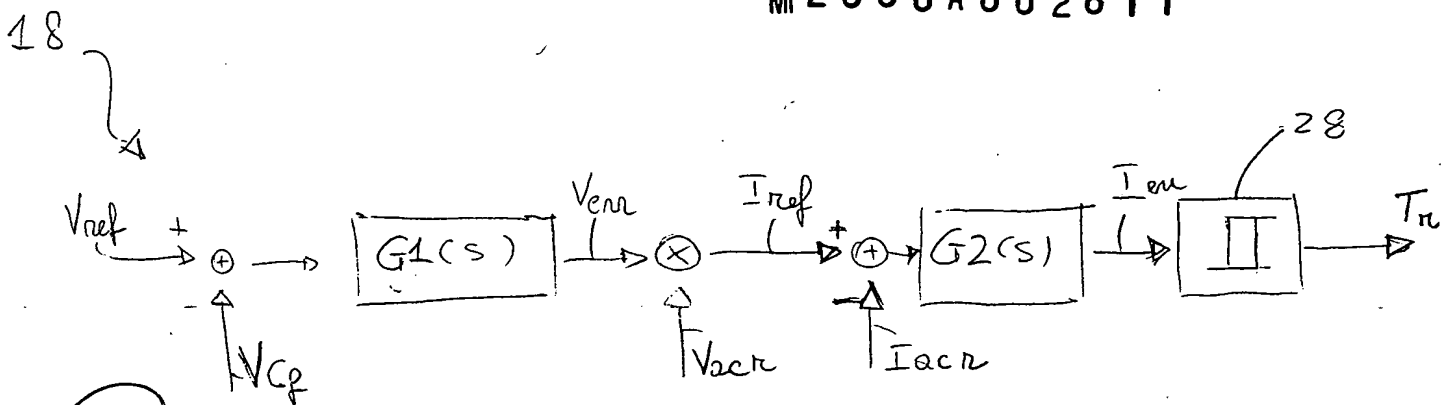 18
28
Vref +
Verr
Iref
+
Ierr
Tr
G1(s)
×
+
G2(s)
-
VCf
Vacr
-
Iacr